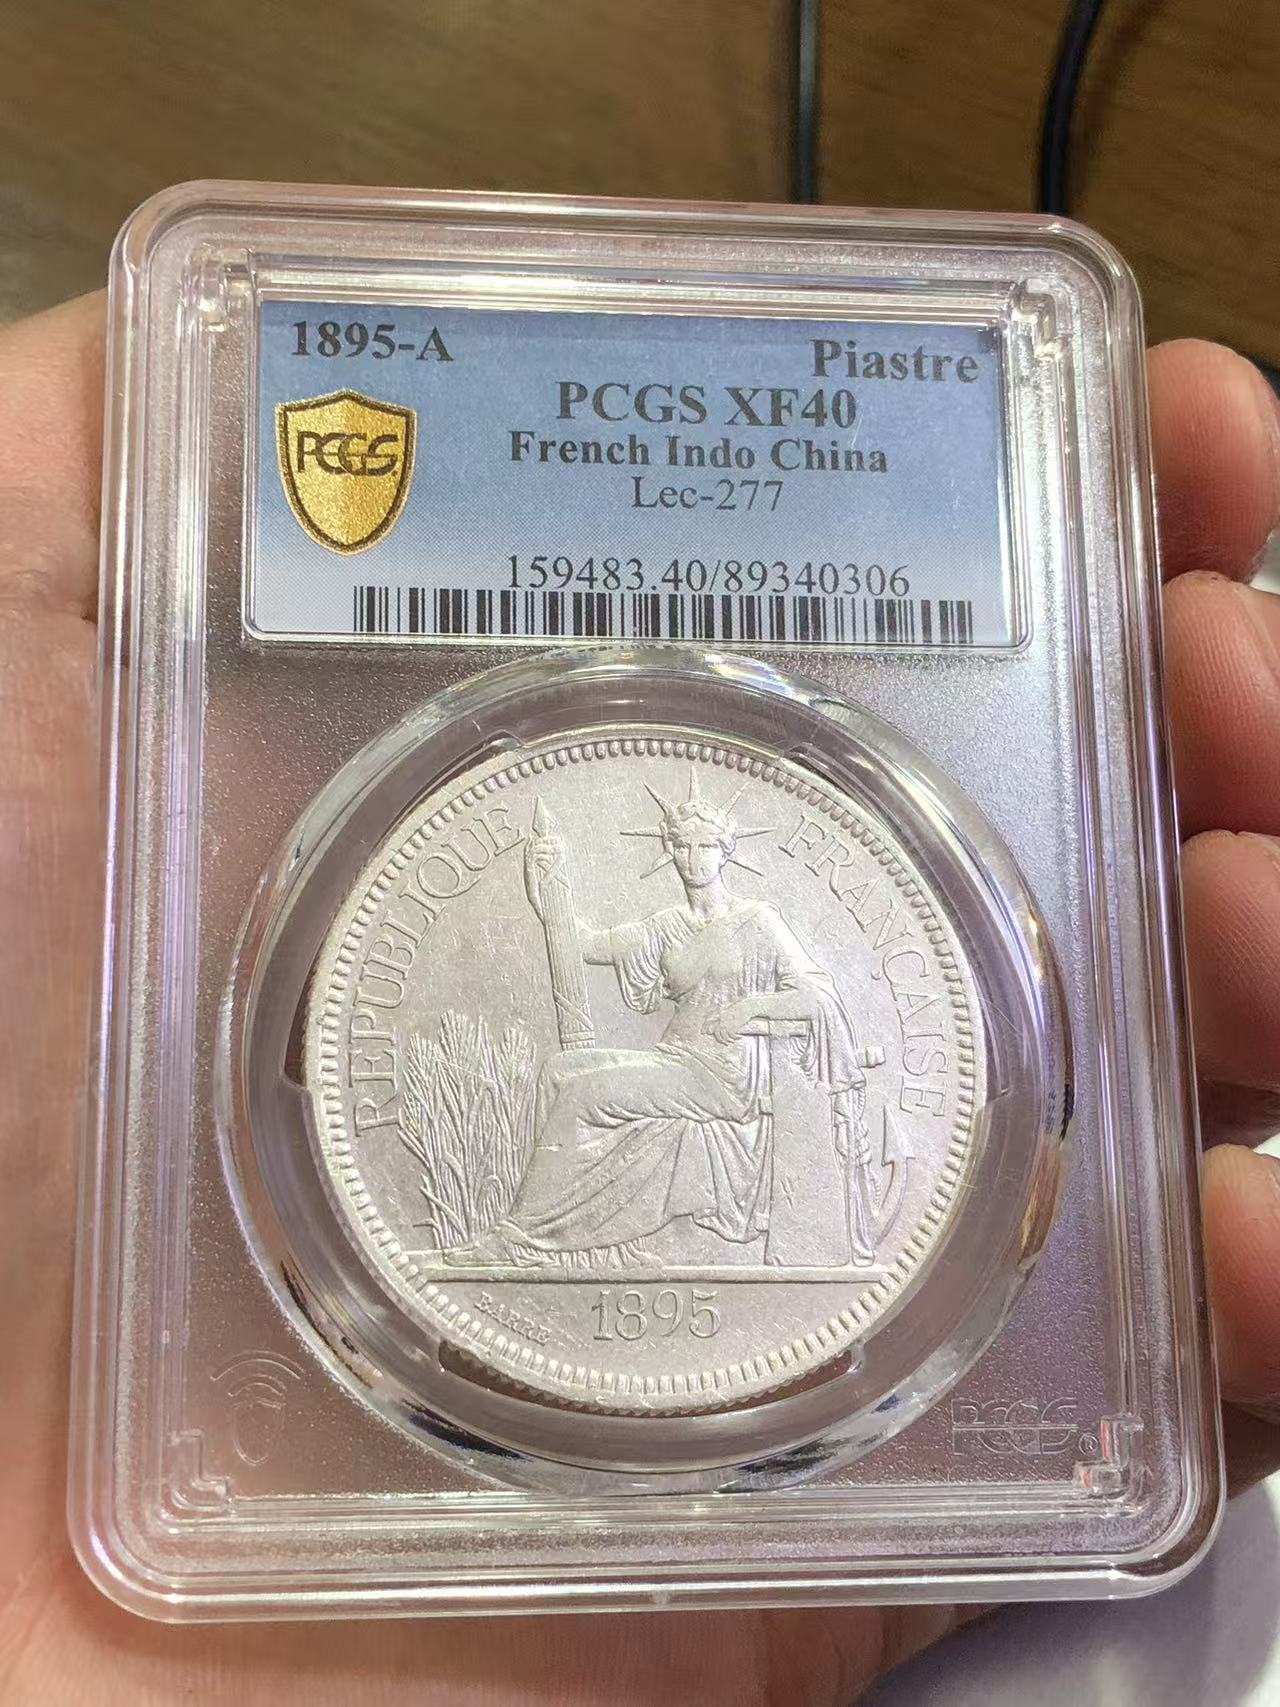 1895-A
Piastre
PCGS XF40
French Indo China
Lec-277
PCGS
159483.40/89340306
REPUBLIQUE FRANÇAISE
BARRE
1895
PCGS